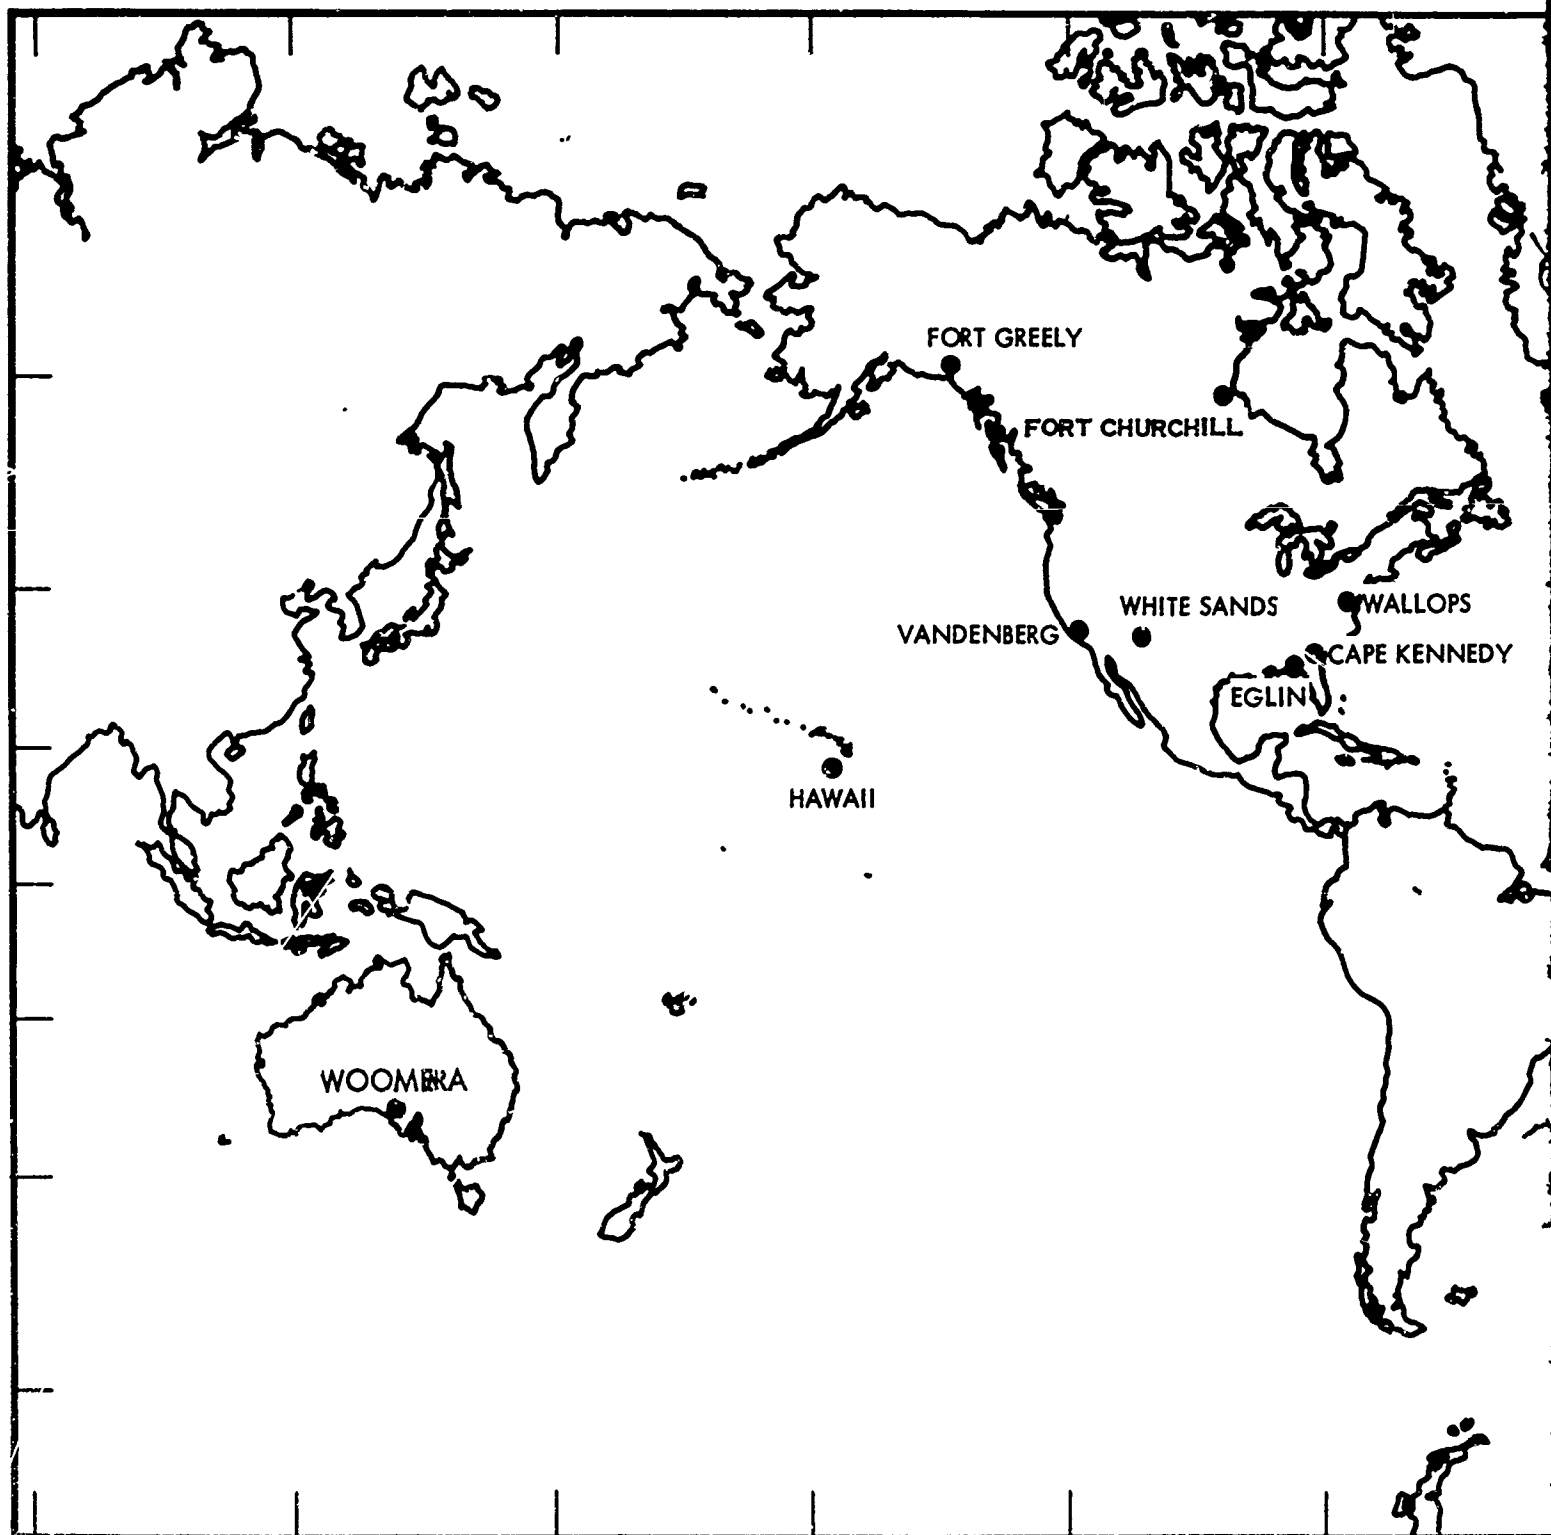 FORT GREELY
FORT CHURCHILL
WHITE SANDS
WALLOPS
VANDENBERG
CAPE KENNEDY
EGLIN
HAWAII
WOOMERA